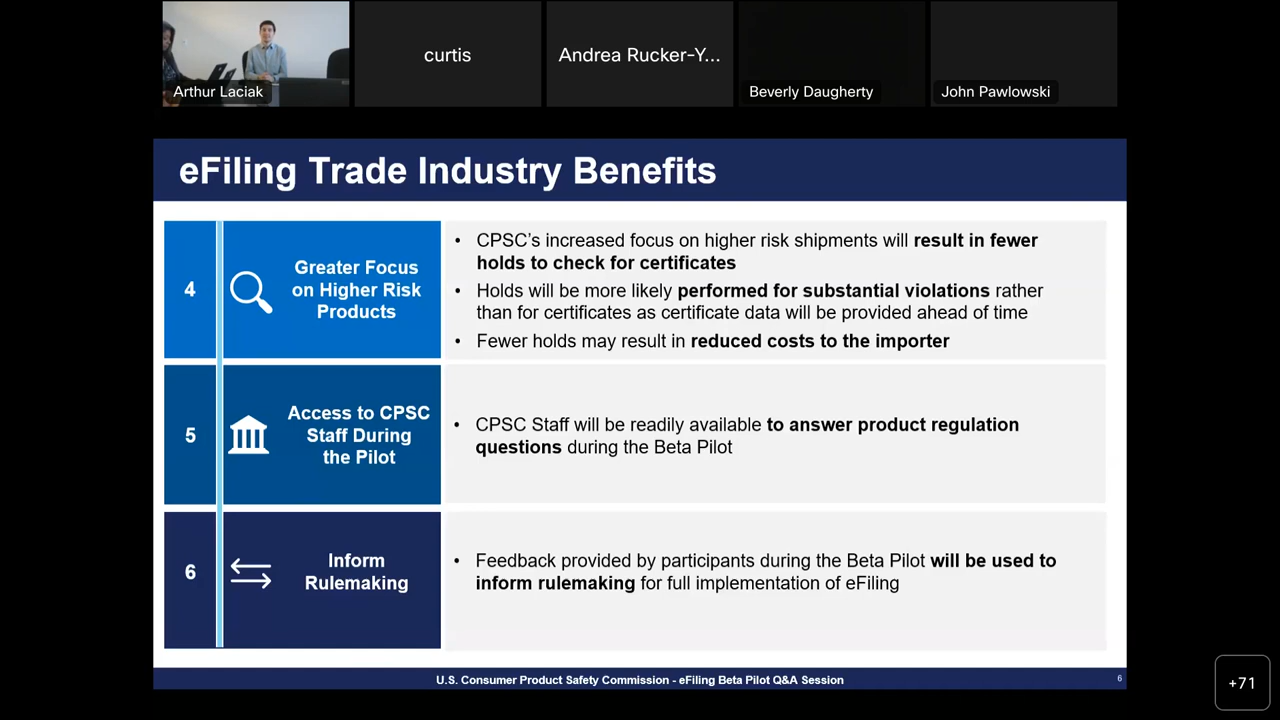 Arthur Laciak
curtis
Andrea Rucker-Y...
Beverly Daugherty
John Pawlowski
eFiling Trade Industry Benefits
4
Greater Focus
on Higher Risk
Products
• CPSC's increased focus on higher risk shipments will result in fewer
holds to check for certificates
• Holds will be more likely performed for substantial violations rather
than for certificates as certificate data will be provided ahead of time
• Fewer holds may result in reduced costs to the importer
5
Access to CPSC
Staff During
the Pilot
• CPSC Staff will be readily available to answer product regulation
questions during the Beta Pilot
6
Inform
Rulemaking
• Feedback provided by participants during the Beta Pilot will be used to
inform rulemaking for full implementation of eFiling
U.S. Consumer Product Safety Commission - eFiling Beta Pilot Q&A Session
6
+71